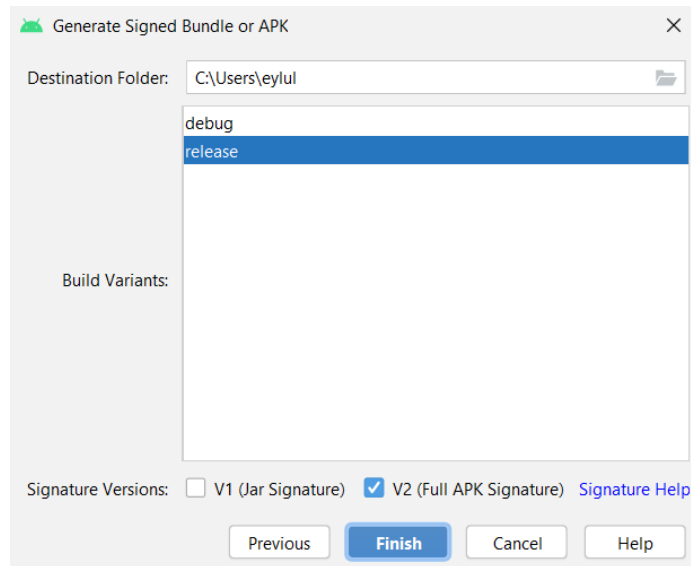 Generate Signed Bundle or APK
Destination Folder: C:\Users\eylul
debug
release
Build Variants:
Signature Versions: V1 (Jar Signature) V2 (Full APK Signature) Signature Help
Previous Finish Cancel Help